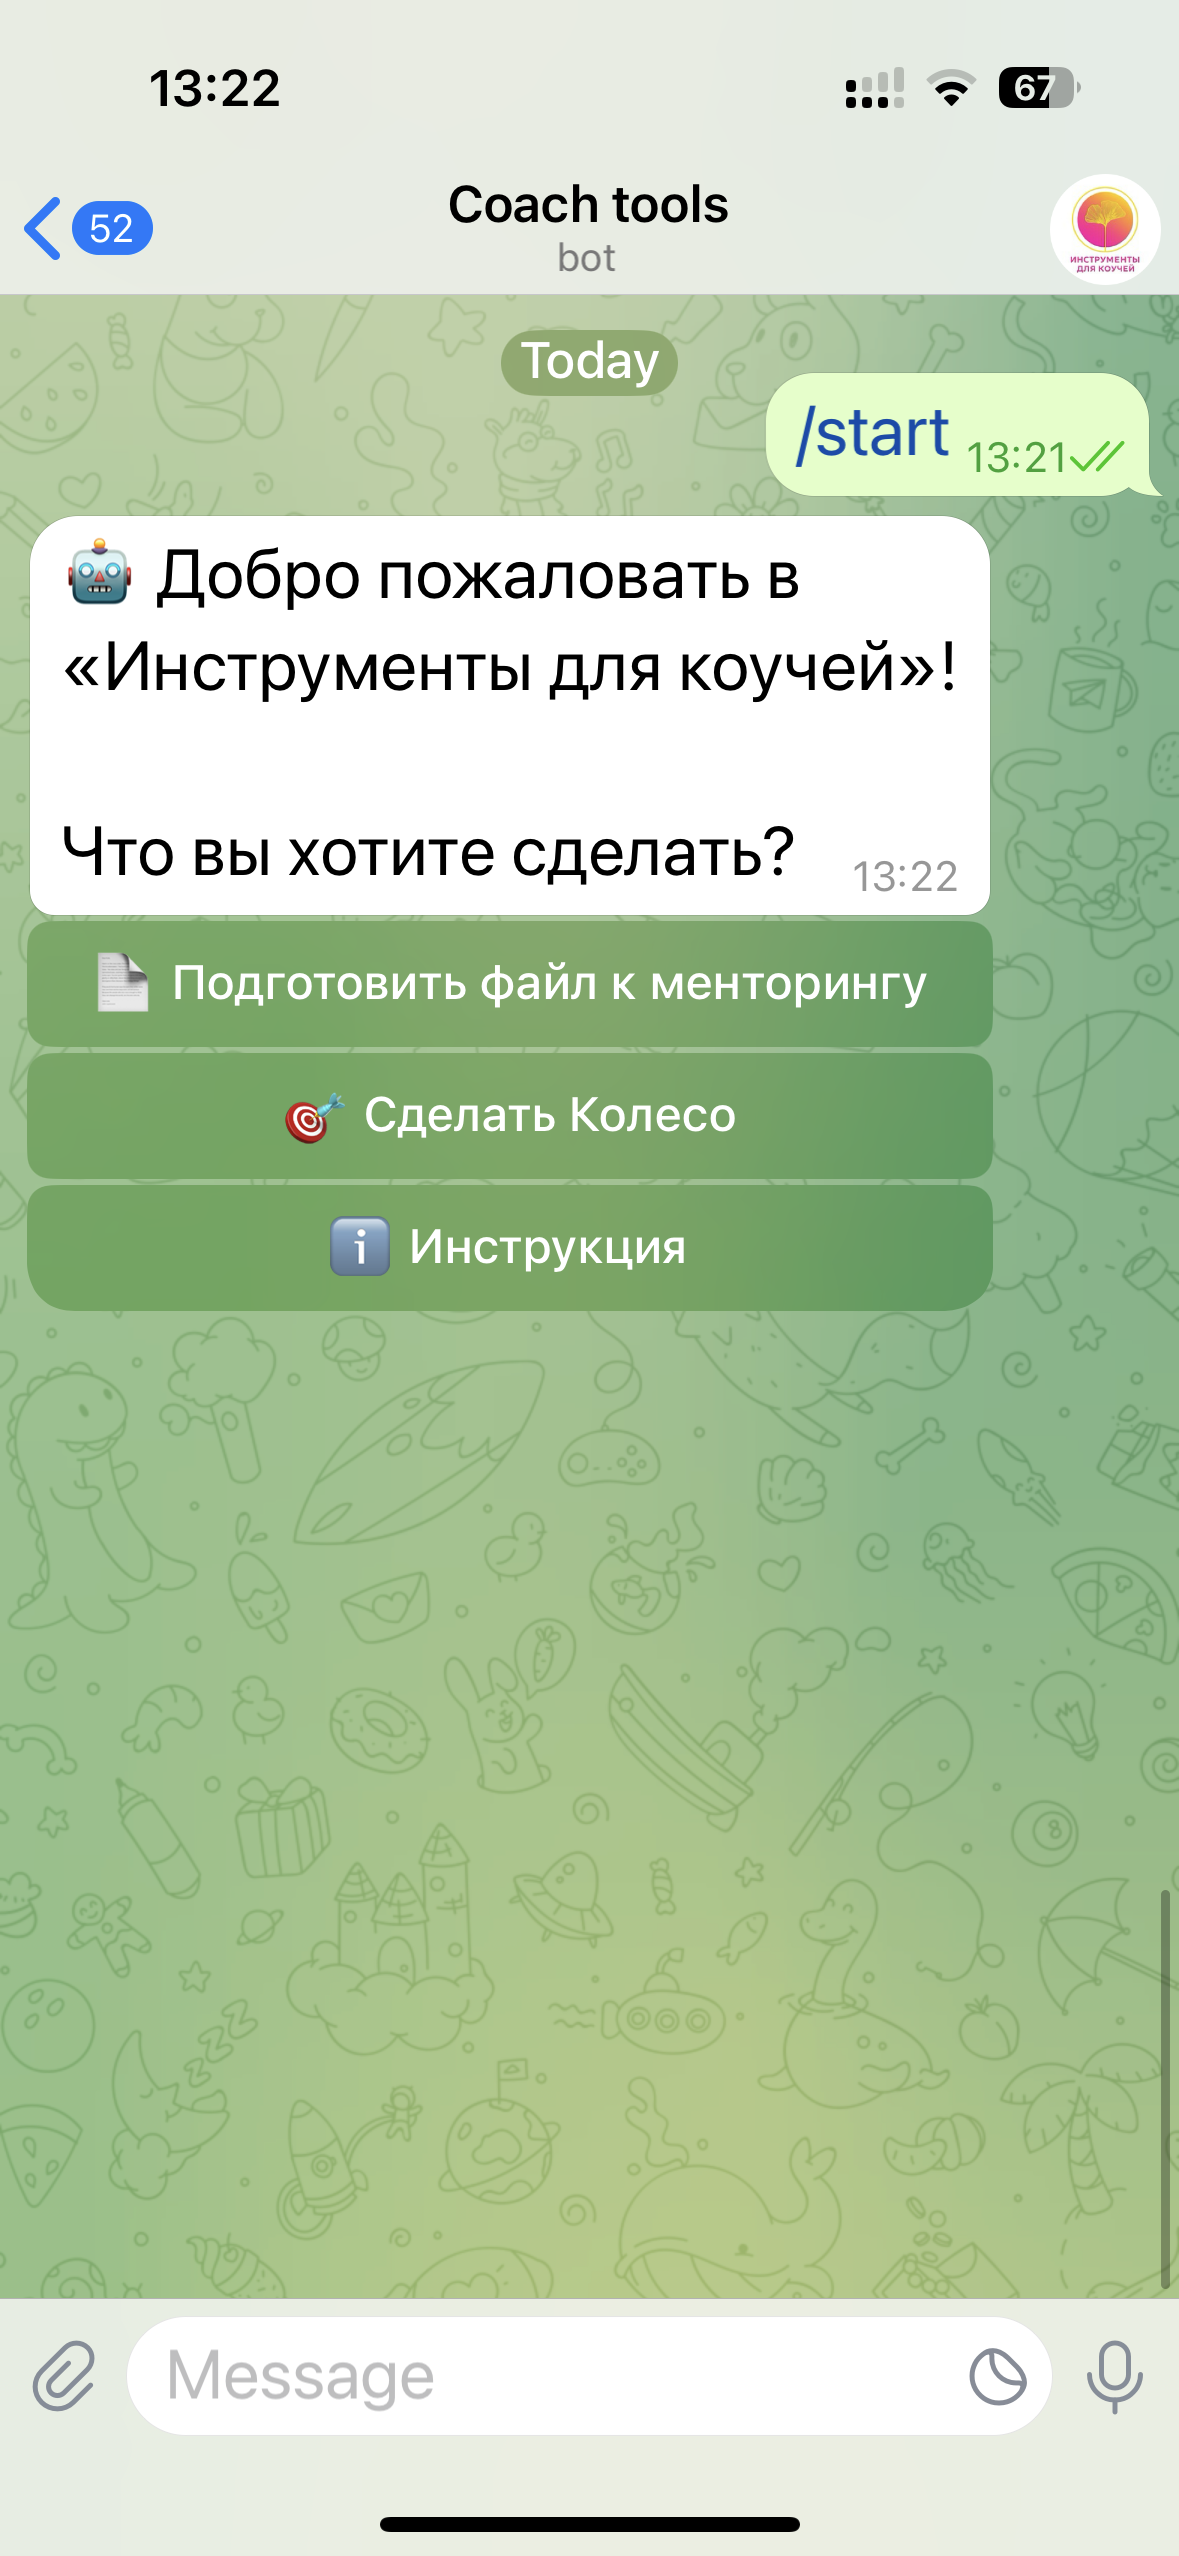 13:22
67
52
Coach tools
bot
ИНСТРУМЕНТЫ
ДЛЯ КОУЧЕЙ
Today
/start 13:21
🤖 Добро пожаловать в
«Инструменты для коучей»!
Что вы хотите сделать? 13:22
Подготовить файл к менторингу
Сделать Колесо
Инструкция
Message